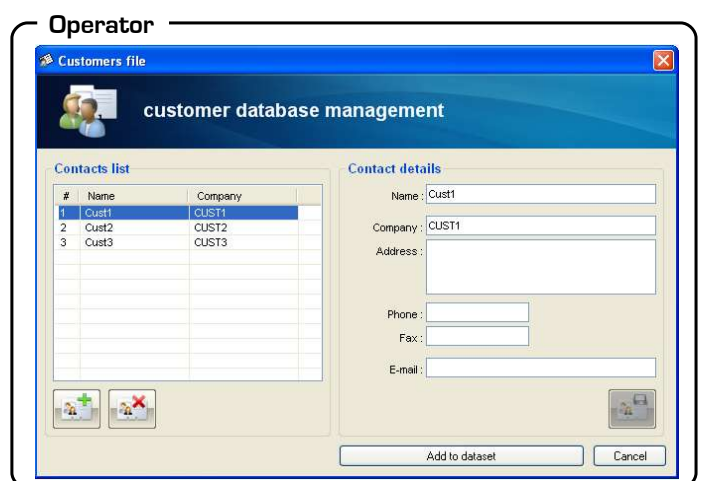 Operator
Customers file
customer database management
Contacts list
# Name Company
1 Cust1 CUST1
2 Cust2 CUST2
3 Cust3 CUST3
Contact details
Name : Cust1
Company : CUST1
Address :
Phone :
Fax :
E-mail :
Add to dataset Cancel